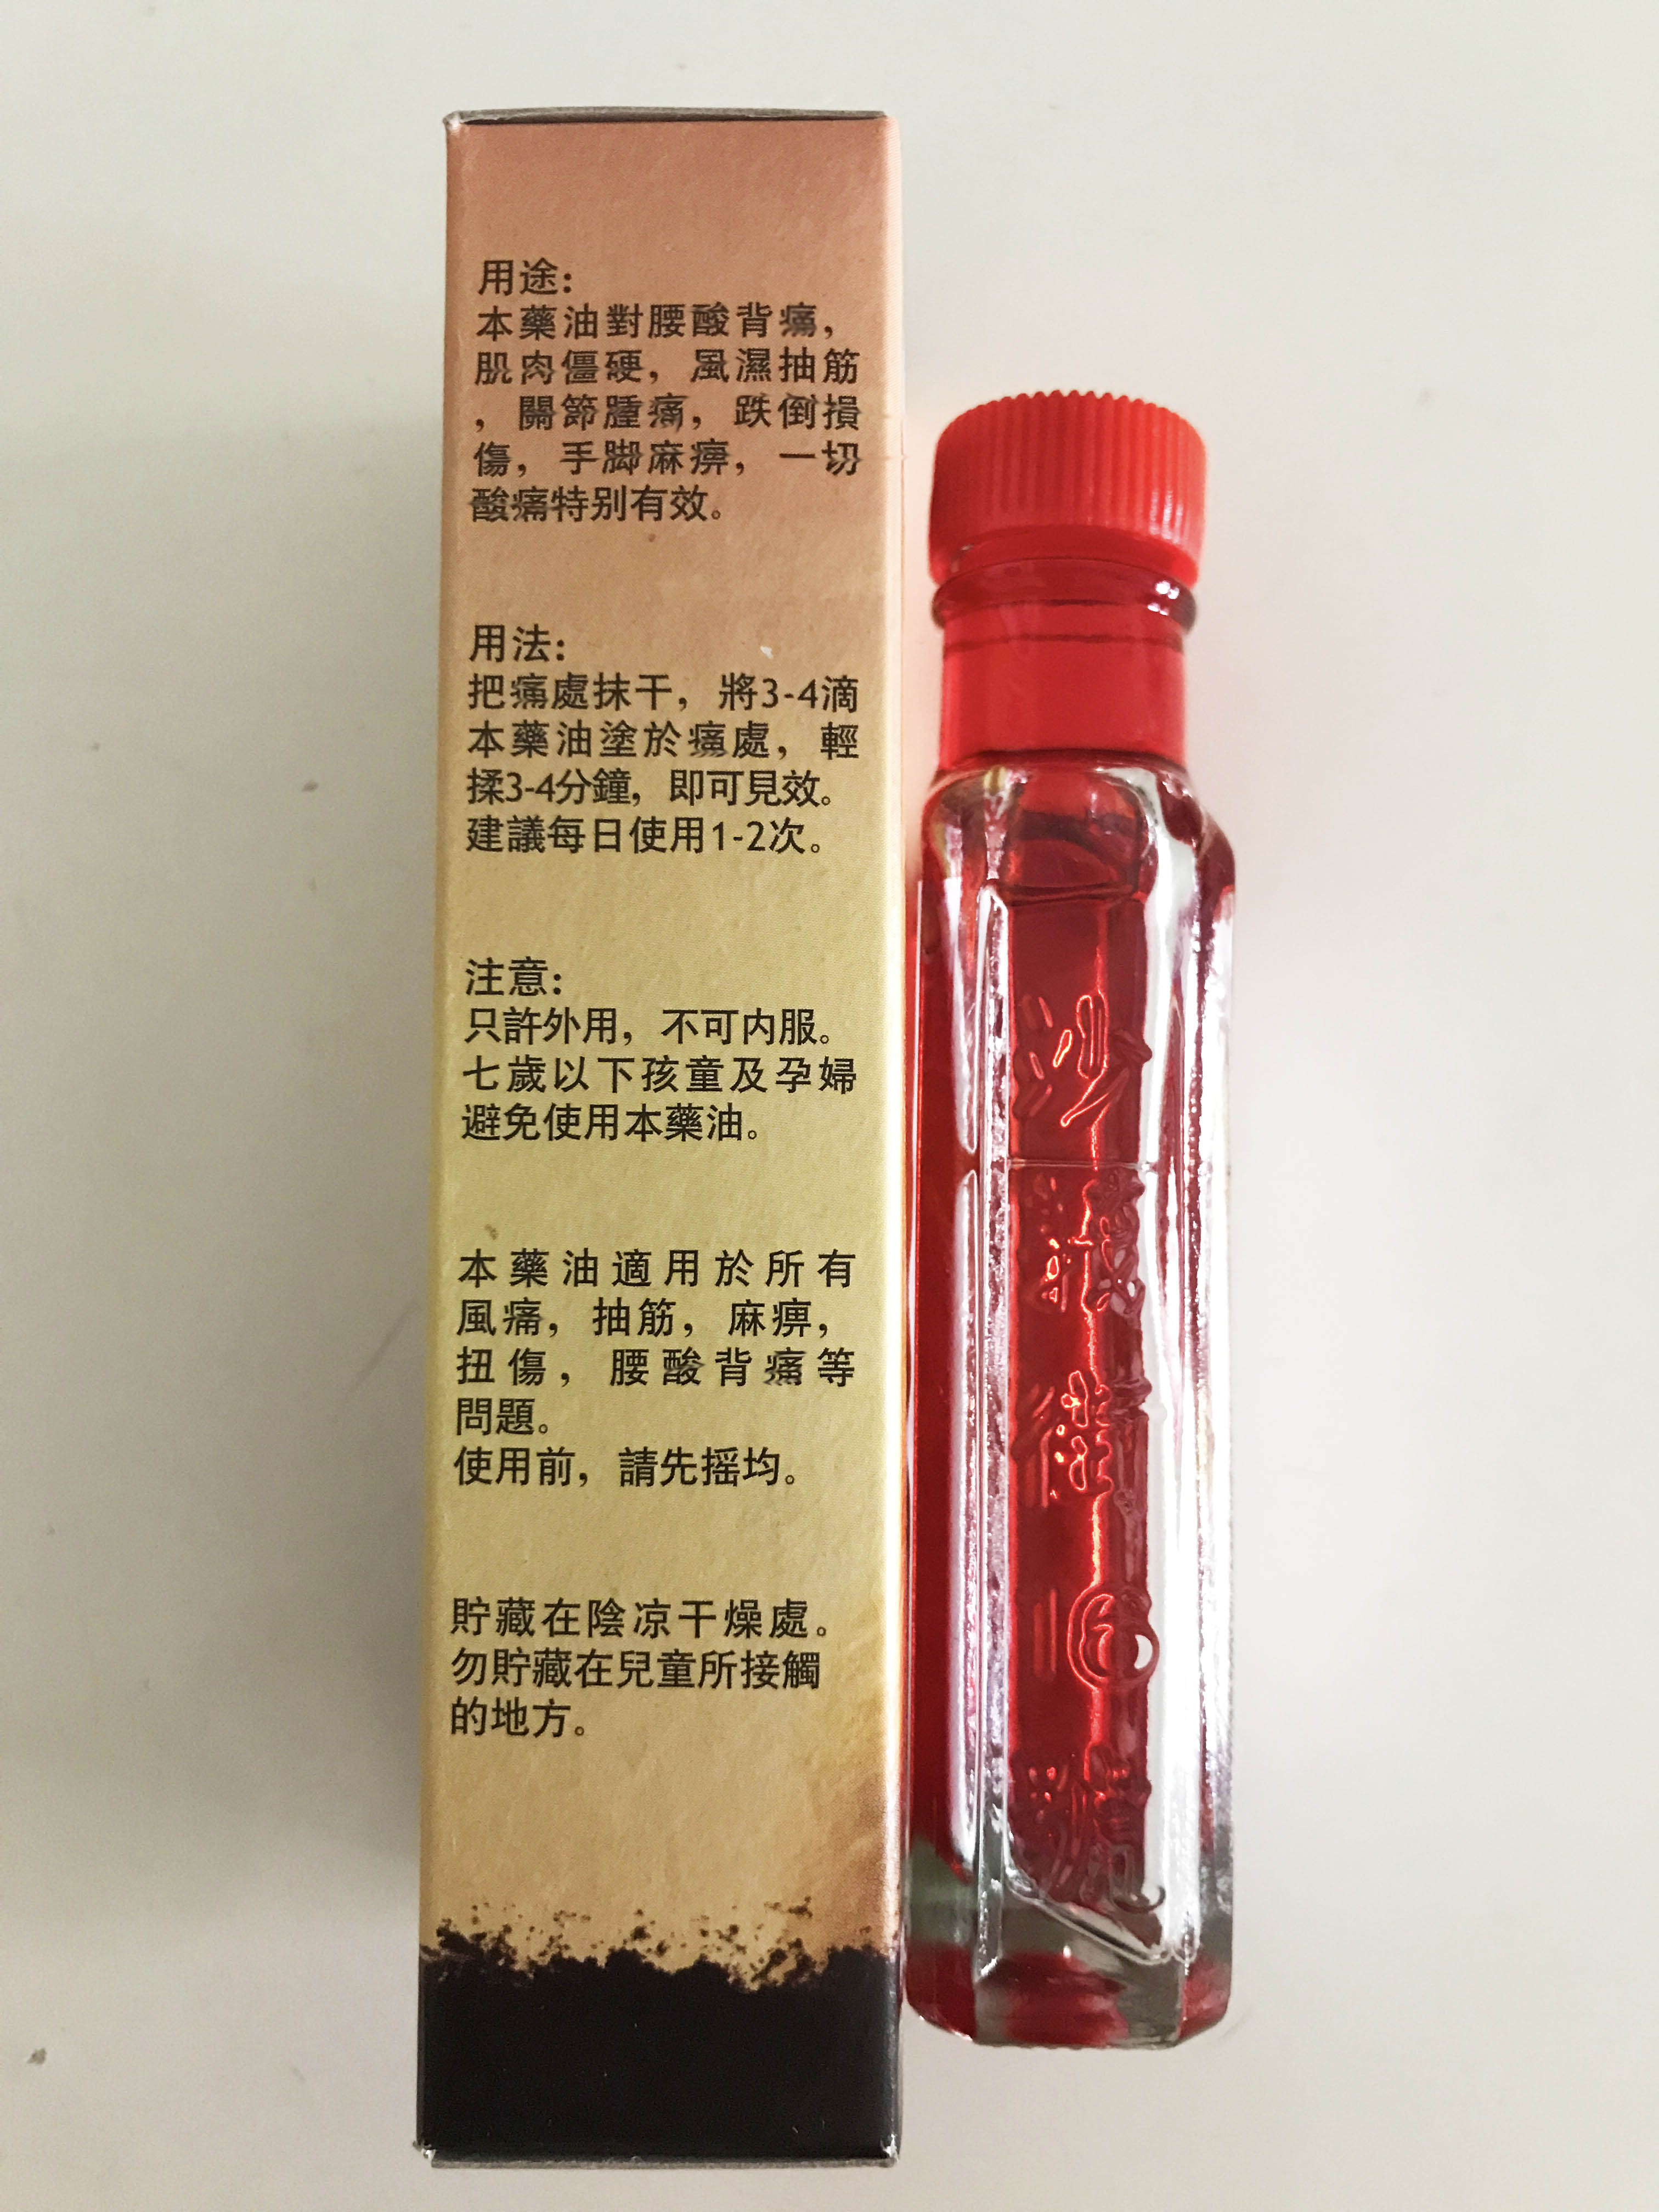 用途：
本藥油對腰酸背痛，
肌肉僵硬，風濕抽筋
，關節腫痛，跌倒損
傷，手脚麻痹，一切
酸痛特别有效。
用法：
把痛處抹干，將3-4滴
本藥油塗於痛處，輕
揉3-4分鐘，即可見效。
建議每日使用1-2次。
注意：
只許外用，不可内服。
七歲以下孩童及孕婦
避免使用本藥油。
本藥油適用於所有
風痛，抽筋，麻痹，
扭傷，腰酸背痛等
問題。
使用前，請先摇均。
貯藏在陰凉干燥處。
勿貯藏在兒童所接觸
的地方。